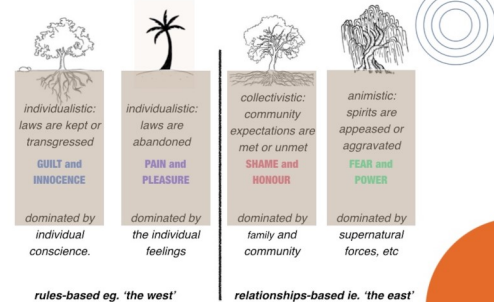 individualistic:
laws are kept or
transgressed
GUILT and
INNOCENCE
dominated by
individual
conscience.
individualistic:
laws are
abandoned
PAIN and
PLEASURE
dominated by
the individual
feelings
collectivistic:
community
expectations are
met or unmet
SHAME and
HONOUR
dominated by
family and
community
animistic:
spirits are
appeased or
aggravated
FEAR and
POWER
dominated by
supernatural
forces, etc
rules-based eg. 'the west'
relationships-based ie. 'the east'